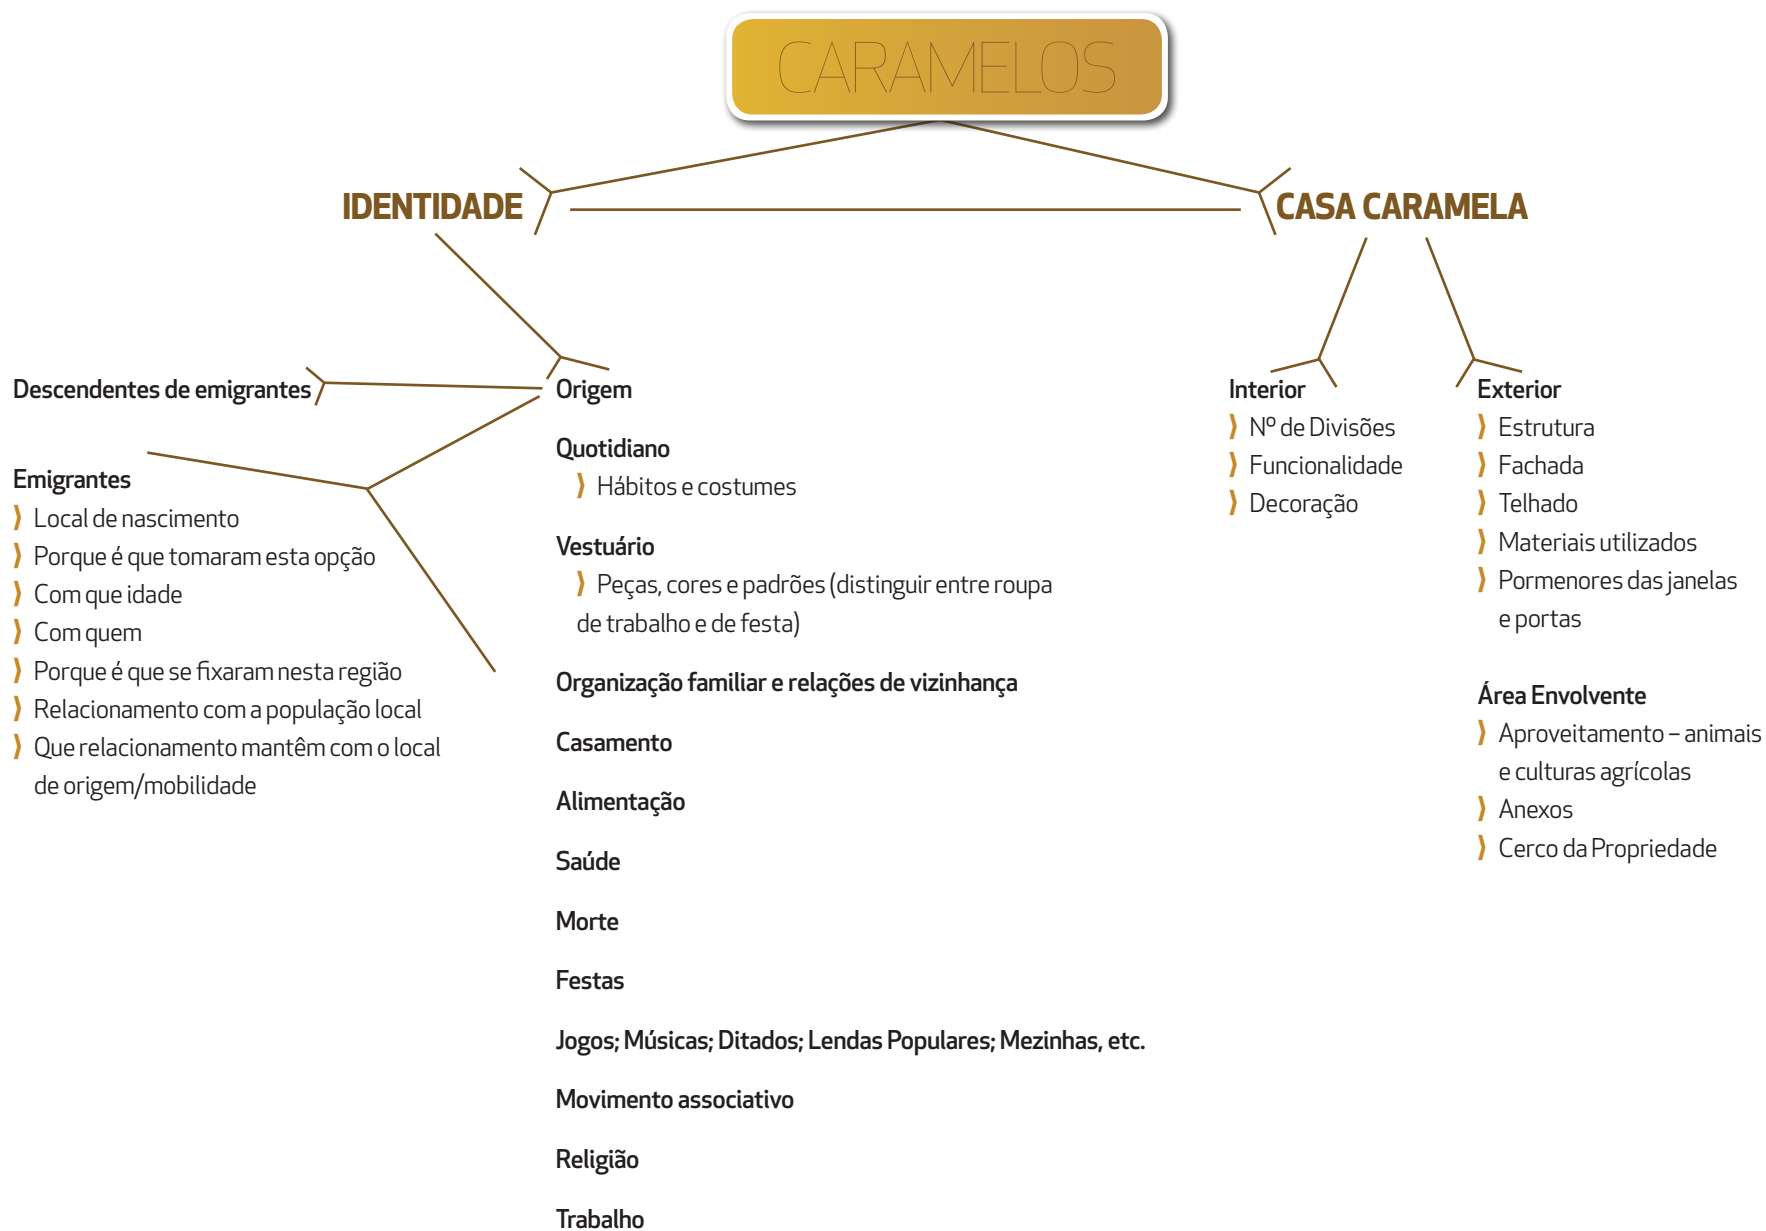 CARAMELOS
IDENTIDADE
CASA CARAMELA
Descendentes de emigrantes
Emigrantes
Local de nascimento
Porque é que tomaram esta opção
Com que idade
Com quem
Porque é que se fixaram nesta região
Relacionamento com a população local
Que relacionamento mantêm com o local
de origem/mobilidade
Origem
Quotidiano
Hábitos e costumes
Vestuário
Peças, cores e padrões (distinguir entre roupa
de trabalho e de festa)
Organização familiar e relações de vizinhança
Casamento
Alimentação
Saúde
Morte
Festas
Jogos; Músicas; Ditados; Lendas Populares; Mezinhas, etc.
Movimento associativo
Religião
Trabalho
Interior
Nº de Divisões
Funcionalidade
Decoração
Exterior
Estrutura
Fachada
Telhado
Materiais utilizados
Pormenores das janelas
e portas
Área Envolvente
Aproveitamento – animais
e culturas agrícolas
Anexos
Cerco da Propriedade